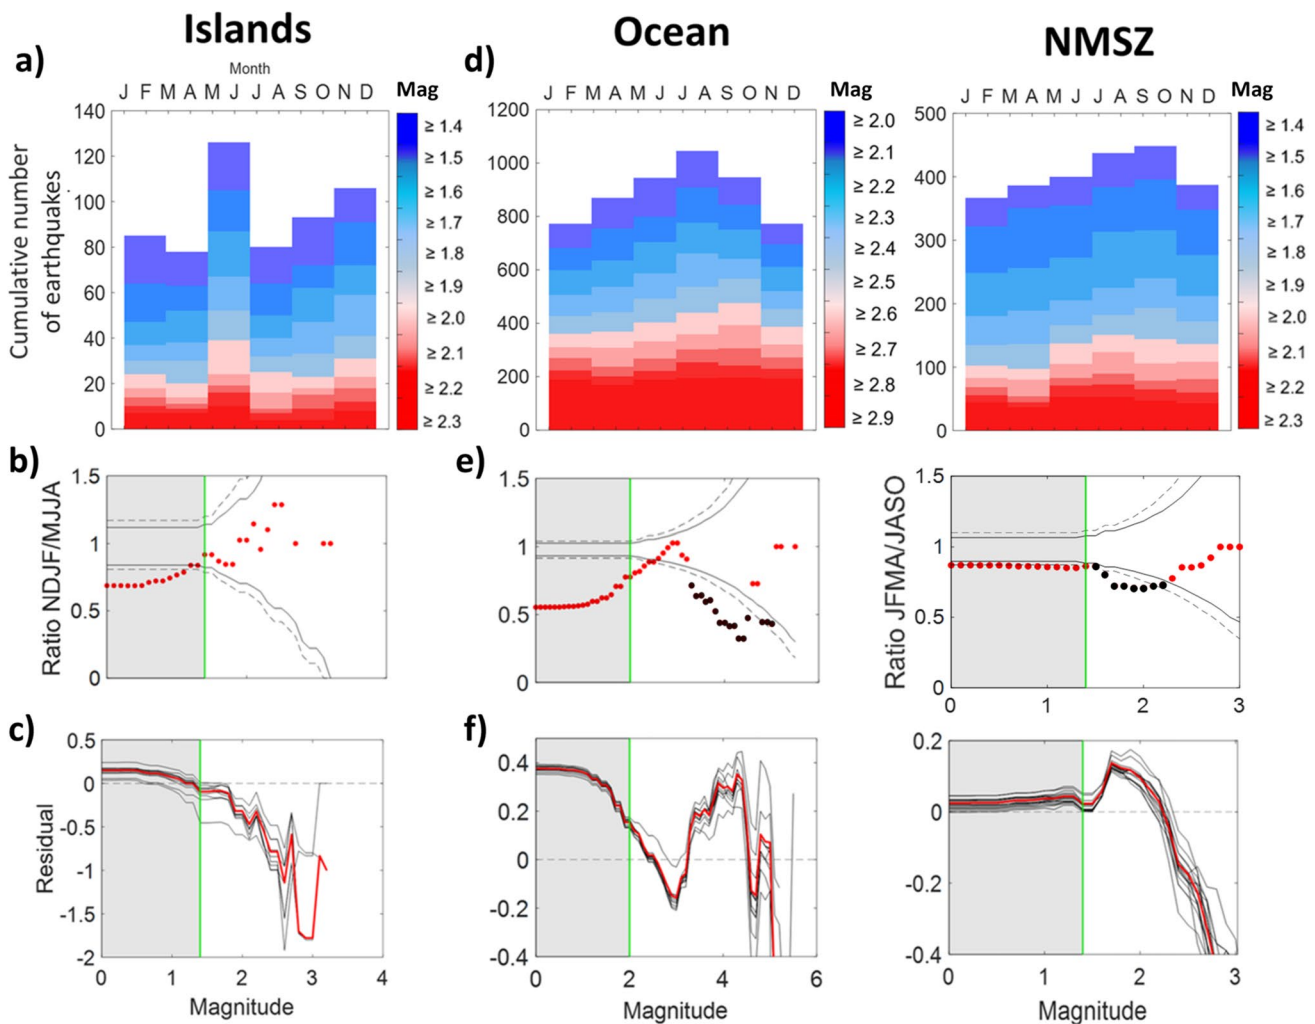 Islands
Ocean
NMSZ
a)
d)
Month
J F M A M J J A S O N D
Mag
J F M A M J J A S O N D
Mag
J F M A M J J A S O N D
Mag
Cumulative number
of earthquakes
140
120
100
80
60
40
20
0
≥ 1.4
≥ 1.5
≥ 1.6
≥ 1.7
≥ 1.8
≥ 1.9
≥ 2.0
≥ 2.1
≥ 2.2
≥ 2.3
1200
1000
800
600
400
200
0
≥ 2.0
≥ 2.1
≥ 2.2
≥ 2.3
≥ 2.4
≥ 2.5
≥ 2.6
≥ 2.7
≥ 2.8
≥ 2.9
500
400
300
200
100
0
≥ 1.4
≥ 1.5
≥ 1.6
≥ 1.7
≥ 1.8
≥ 1.9
≥ 2.0
≥ 2.1
≥ 2.2
≥ 2.3
b)
Ratio NDJF/MJJA
1.5
1
0.5
0
e)
1.5
1
0.5
0
Ratio JFMA/JASO
1.5
1
0.5
0
0 1 2 3
c)
Residual
0.5
0
-0.5
-1
-1.5
-2
0 1 2 3 4
Magnitude
f)
0.4
0.2
0
-0.2
-0.4
0 2 4 6
Magnitude
0.2
0
-0.2
-0.4
0 1 2 3
Magnitude